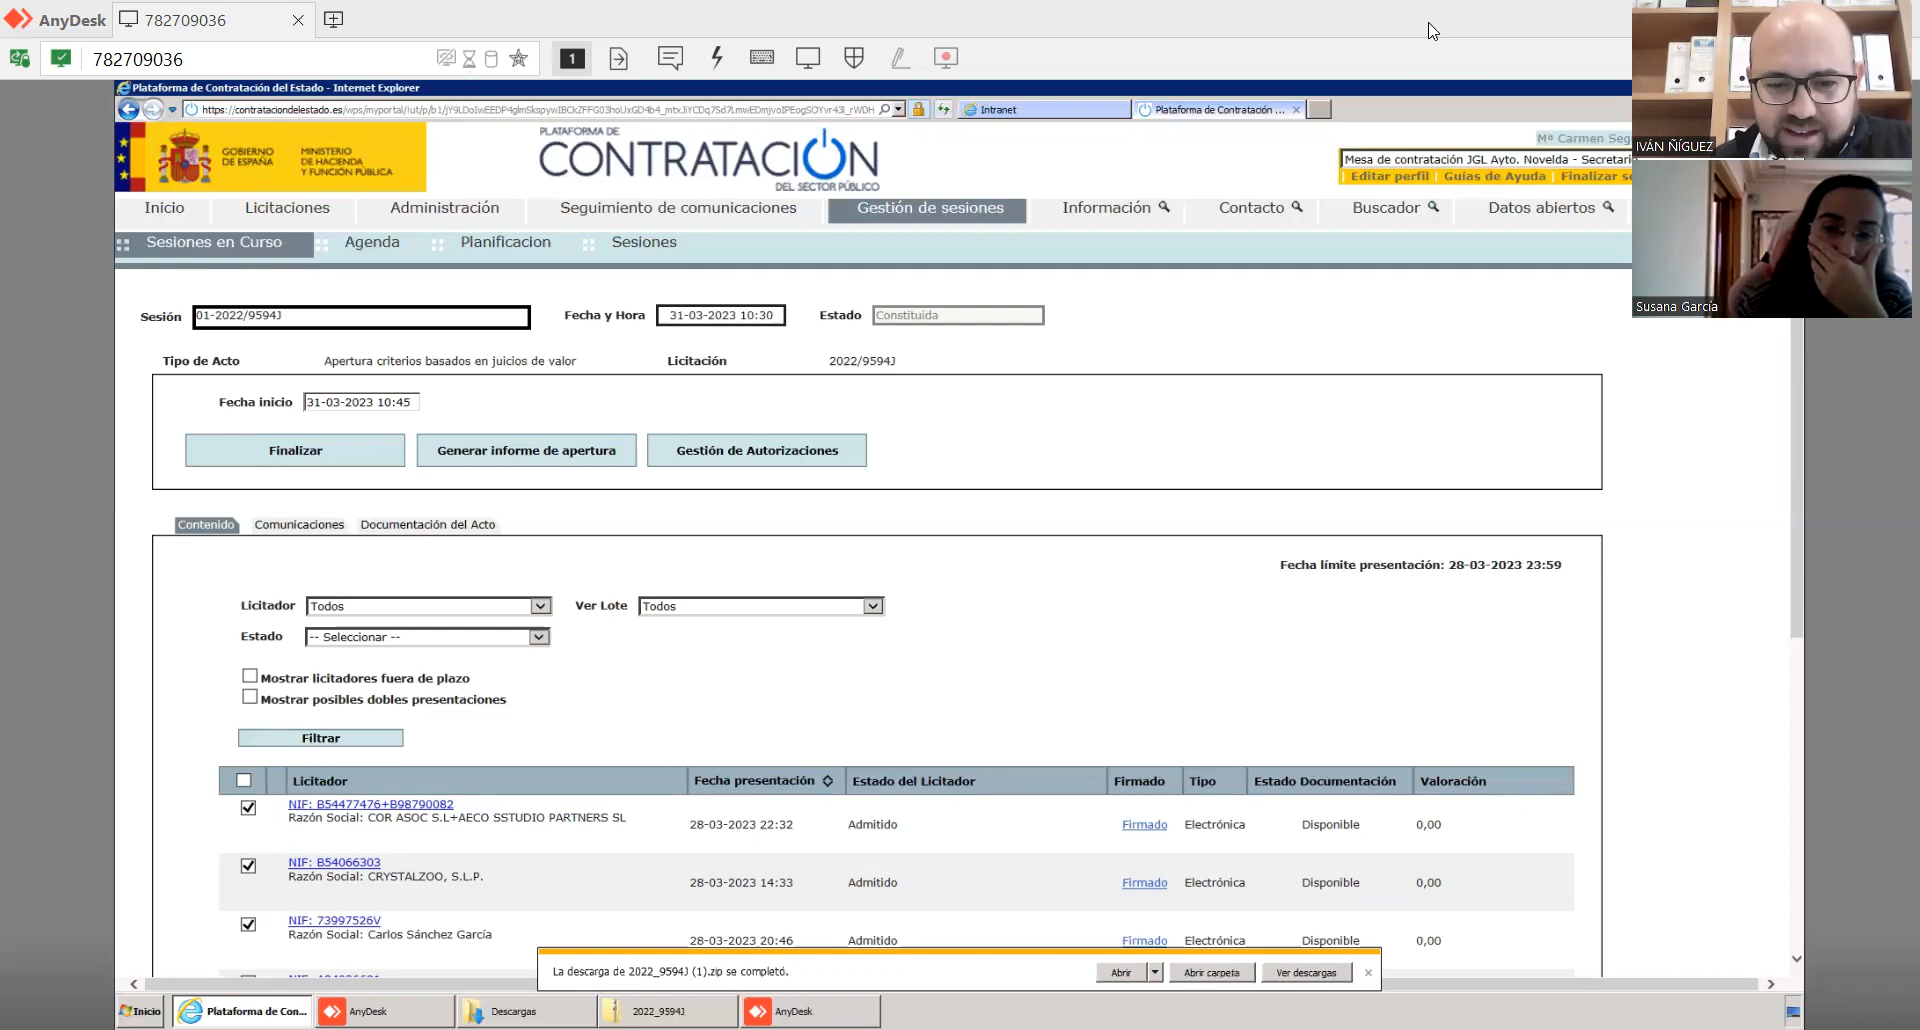 AnyDesk
782709036
782709036
1
Plataforma de Contratación del Estado - Internet Explorer
Intranet
Plataforma de Contratación ...
GOBIERNO DE ESPAÑA
MINISTERIO DE HACIENDA Y FUNCIÓN PÚBLICA
PLATAFORMA DE
CONTRATACIÓN
DEL SECTOR PÚBLICO
Mª Carmen Seg
Mesa de contratación JGL Ayto. Novelda - Secretari
| Editar perfil | Guías de Ayuda | Finalizar se
IVÁN ÑÍGUEZ
Susana García
Inicio Licitaciones Administración Seguimiento de comunicaciones Gestión de sesiones Información Contacto Buscador Datos abiertos
Sesiones en Curso Agenda Planificacion Sesiones
Sesión 01-2022/9594J Fecha y Hora 31-03-2023 10:30 Estado Constituida
Tipo de Acto Apertura criterios basados en juicios de valor Licitación 2022/9594J
Fecha inicio 31-03-2023 10:45
Finalizar Generar informe de apertura Gestión de Autorizaciones
Contenido Comunicaciones Documentación del Acto
Fecha límite presentación: 28-03-2023 23:59
Licitador Todos Ver Lote Todos
Estado -- Seleccionar --
Mostrar licitadores fuera de plazo
Mostrar posibles dobles presentaciones
Filtrar
Licitador Fecha presentación Estado del Licitador Firmado Tipo Estado Documentación Valoración
NIF: B54477476+B98790082
Razón Social: COR ASOC S.L+AECO SSTUDIO PARTNERS SL
28-03-2023 22:32 Admitido Firmado Electrónica Disponible 0,00
NIF: B54066303
Razón Social: CRYSTALZOO, S.L.P.
28-03-2023 14:33 Admitido Firmado Electrónica Disponible 0,00
NIF: 73997526V
Razón Social: Carlos Sánchez García
28-03-2023 20:46 Admitido Firmado Electrónica Disponible 0,00
La descarga de 2022_9594J (1).zip se completó.
Abrir Abrir carpeta Ver descargas
Inicio Plataforma de Con... AnyDesk Descargas 2022_9594J AnyDesk